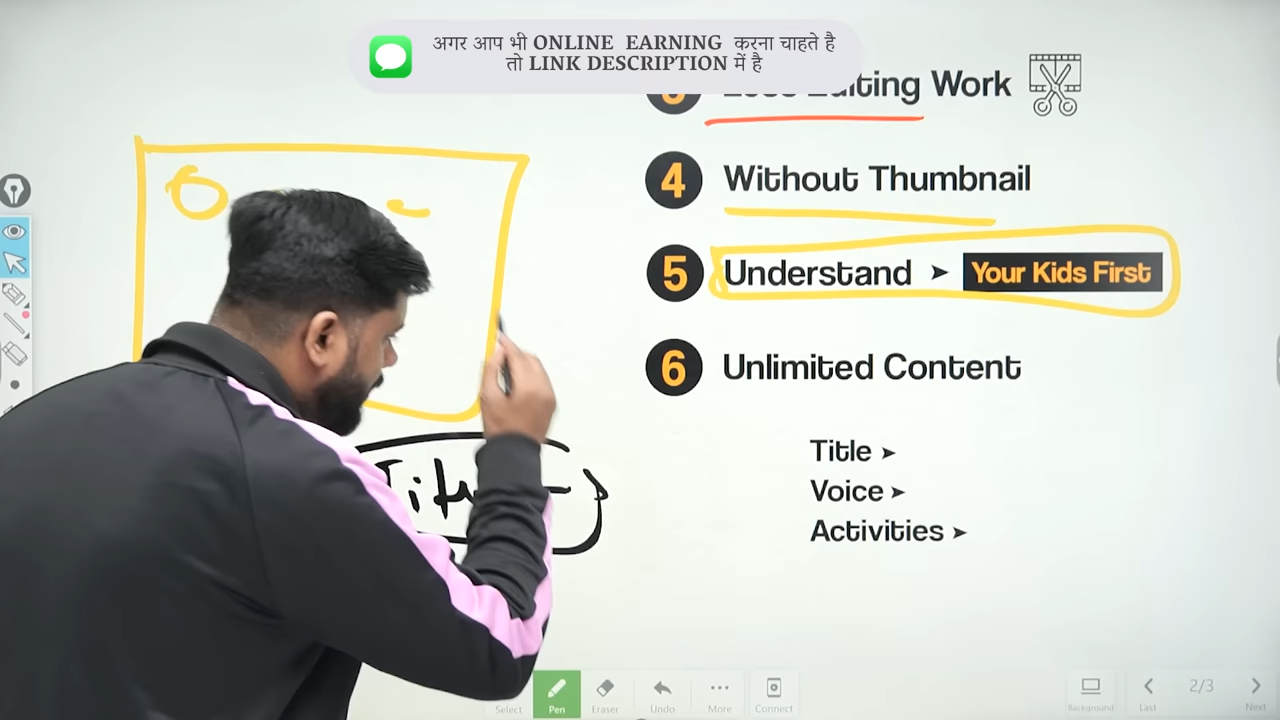 अगर आप भी ONLINE EARNING करना चाहते है
तो LINK DESCRIPTION में है
Work
4 Without Thumbnail
5 Understand ➤ Your Kids First
6 Unlimited Content
Title ➤
Voice ➤
Activities ➤
Select
Pen
Eraser
Undo
More
Connect
Background
Last
2/3
Next